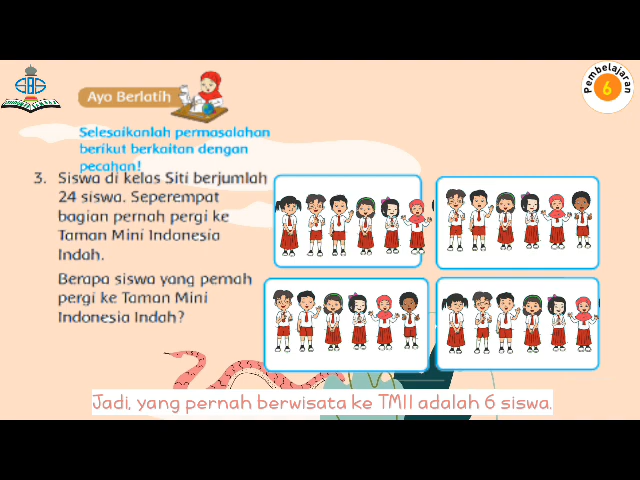 Pembelajaran
6
Ayo Berlatih
Selesaikanlah permasalahan
berikut berkaitan dengan
pecahan!
3. Siswa di kelas Siti berjumlah
24 siswa. Seperempat
bagian pernah pergi ke
Taman Mini Indonesia
Indah.
Berapa siswa yang pernah
pergi ke Taman Mini
Indonesia Indah?
Jadi, yang pernah berwisata ke TMII adalah 6 siswa.